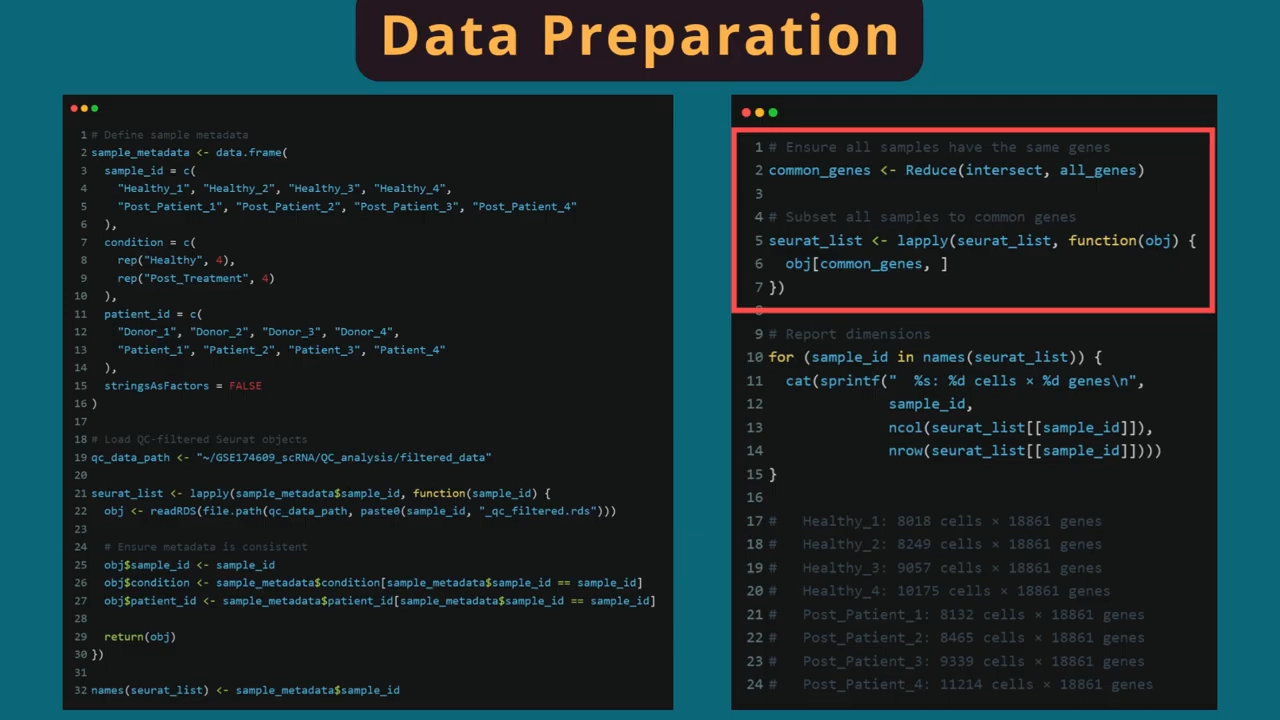 Data Preparation
1 # Define sample metadata
2 sample_metadata <- data.frame(
3   sample_id = c(
4     "Healthy_1", "Healthy_2", "Healthy_3", "Healthy_4",
5     "Post_Patient_1", "Post_Patient_2", "Post_Patient_3", "Post_Patient_4"
6   ),
7   condition = c(
8     rep("Healthy", 4),
9     rep("Post_Treatment", 4)
10   ),
11   patient_id = c(
12     "Donor_1", "Donor_2", "Donor_3", "Donor_4",
13     "Patient_1", "Patient_2", "Patient_3", "Patient_4"
14   ),
15   stringsAsFactors = FALSE
16 )
17
18 # Load QC-filtered Seurat objects
19 qc_data_path <- "~/GSE174609_scRNA/QC_analysis/filtered_data"
20
21 seurat_list <- lapply(sample_metadata$sample_id, function(sample_id) {
22   obj <- readRDS(file.path(qc_data_path, paste0(sample_id, "_qc_filtered.rds")))
23
24   # Ensure metadata is consistent
25   obj$sample_id <- sample_id
26   obj$condition <- sample_metadata$condition[sample_metadata$sample_id == sample_id]
27   obj$patient_id <- sample_metadata$patient_id[sample_metadata$sample_id == sample_id]
28
29   return(obj)
30 })
31
32 names(seurat_list) <- sample_metadata$sample_id
1 # Ensure all samples have the same genes
2 common_genes <- Reduce(intersect, all_genes)
3
4 # Subset all samples to common genes
5 seurat_list <- lapply(seurat_list, function(obj) {
6   obj[common_genes, ]
7 })
8
9 # Report dimensions
10 for (sample_id in names(seurat_list)) {
11   cat(sprintf("  %s: %d cells × %d genes\n",
12               sample_id,
13               ncol(seurat_list[[sample_id]]),
14               nrow(seurat_list[[sample_id]])))
15 }
16
17 #   Healthy_1: 8018 cells × 18861 genes
18 #   Healthy_2: 8249 cells × 18861 genes
19 #   Healthy_3: 9057 cells × 18861 genes
20 #   Healthy_4: 10175 cells × 18861 genes
21 #   Post_Patient_1: 8132 cells × 18861 genes
22 #   Post_Patient_2: 8465 cells × 18861 genes
23 #   Post_Patient_3: 9339 cells × 18861 genes
24 #   Post_Patient_4: 11214 cells × 18861 genes